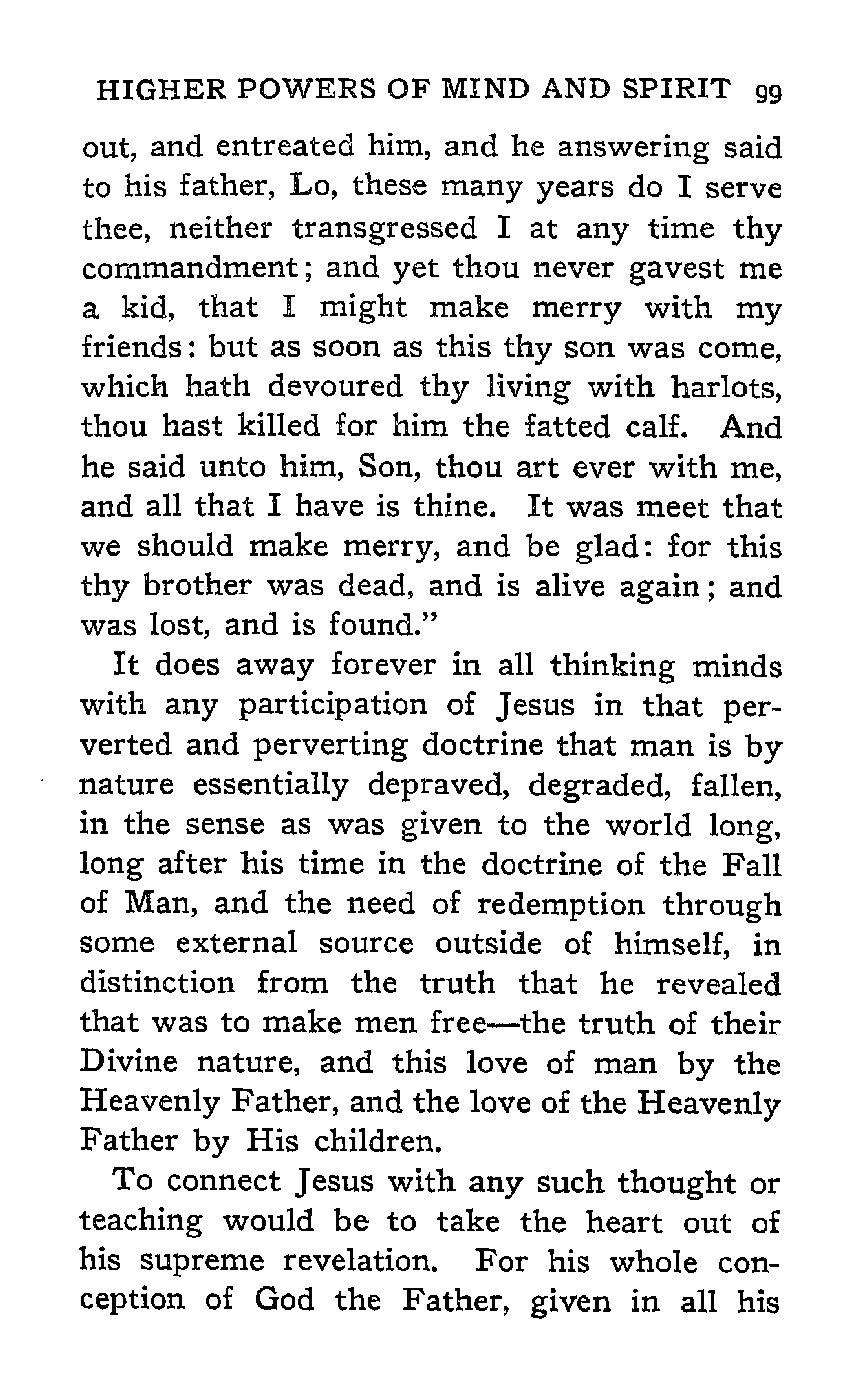 HIGHER POWERS OF MIND AND SPIRIT 99
out, and entreated him, and he answering said
to his father, Lo, these many years do I serve
thee, neither transgressed I at any time thy
commandment; and yet thou never gavest me
a kid, that I might make merry with my
friends: but as soon as this thy son was come,
which hath devoured thy living with harlots,
thou hast killed for him the fatted calf. And
he said unto him, Son, thou art ever with me,
and all that I have is thine. It was meet that
we should make merry, and be glad: for this
thy brother was dead, and is alive again; and
was lost, and is found."
It does away forever in all thinking minds
with any participation of Jesus in that per-
verted and perverting doctrine that man is by
nature essentially depraved, degraded, fallen,
in the sense as was given to the world long,
long after his time in the doctrine of the Fall
of Man, and the need of redemption through
some external source outside of himself, in
distinction from the truth that he revealed
that was to make men free—the truth of their
Divine nature, and this love of man by the
Heavenly Father, and the love of the Heavenly
Father by His children.
To connect Jesus with any such thought or
teaching would be to take the heart out of
his supreme revelation. For his whole con-
ception of God the Father, given in all his